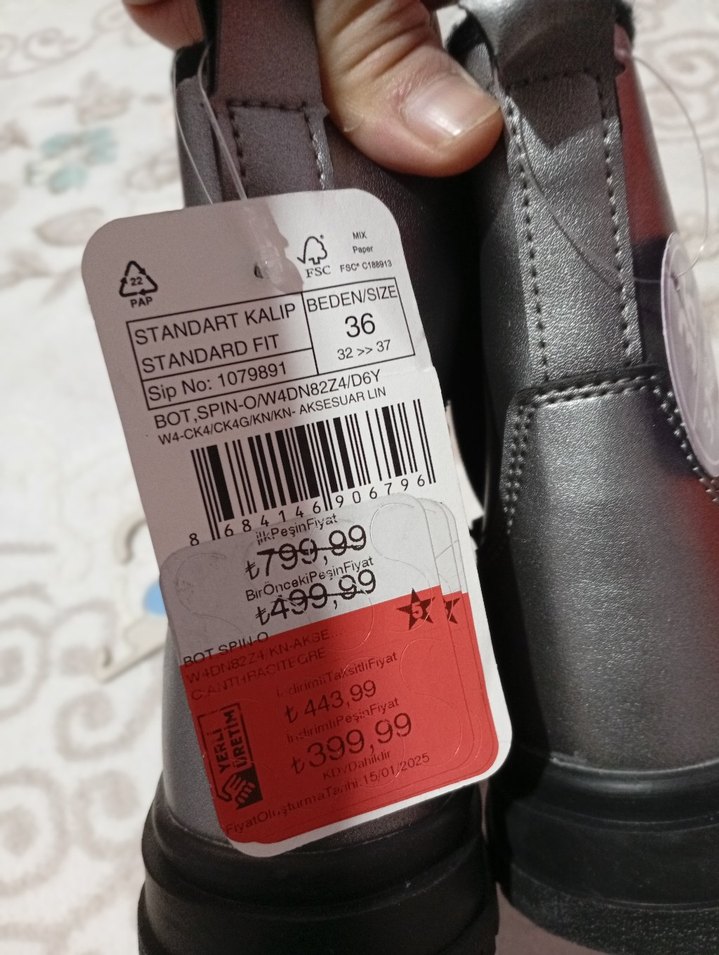 22
PAP
FSC
MIX
Paper
FSC® C188913
STANDART KALIP
STANDARD FIT
BEDEN/SIZE
36
32 >> 37
Sip No: 1079891
BOT,SPIN-O/W4DN82Z4/D6Y
W4-CK4/CK4G/KN/KN- AKSESUAR LIN
8 684146 906796
İlkPeşinFiyat
₺799,99
BirÖncekiPeşinFiyat
₺499,99
5
BOT SPIN-O
W4DN82Z4/KN-AKSE...
C:ANTHRACITEGRE
İndirimliTaksitliFiyat
₺ 443,99
İndirimliPeşinFiyat
₺ 399,99
KDVDahildir
FiyatOluşturmaTarihi:15/01/2025
YERLİ
ÜRETİM